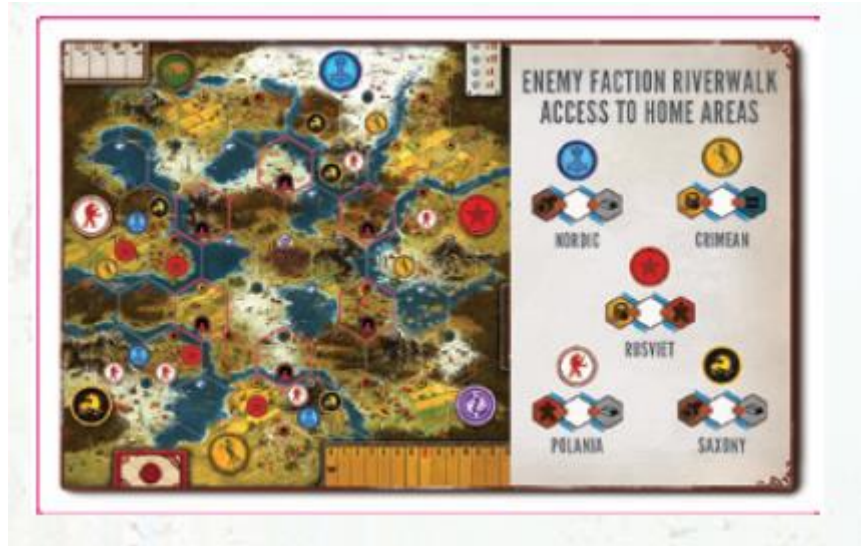 ENEMY FACTION RIVERWALK
ACCESS TO HOME AREAS
NORDIC
CRIMEAN
RUSVIET
POLANIA
SAXONY